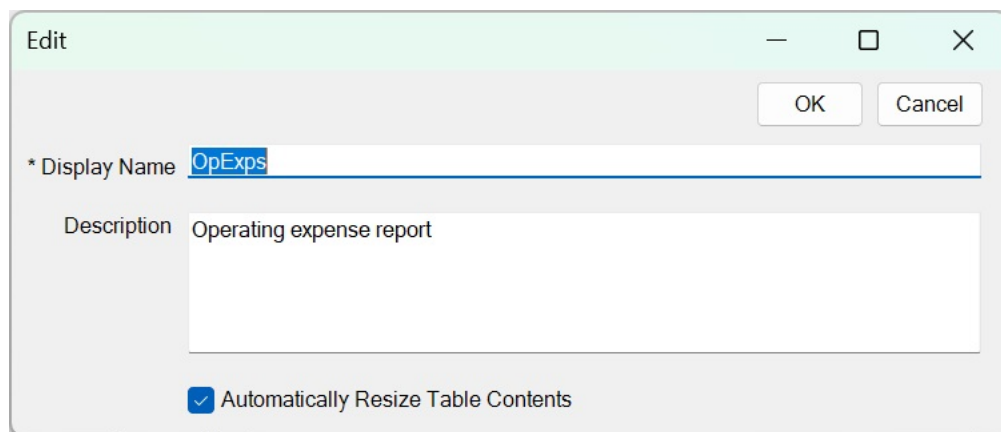 Edit
OK Cancel
* Display Name OpExps
Description Operating expense report
Automatically Resize Table Contents